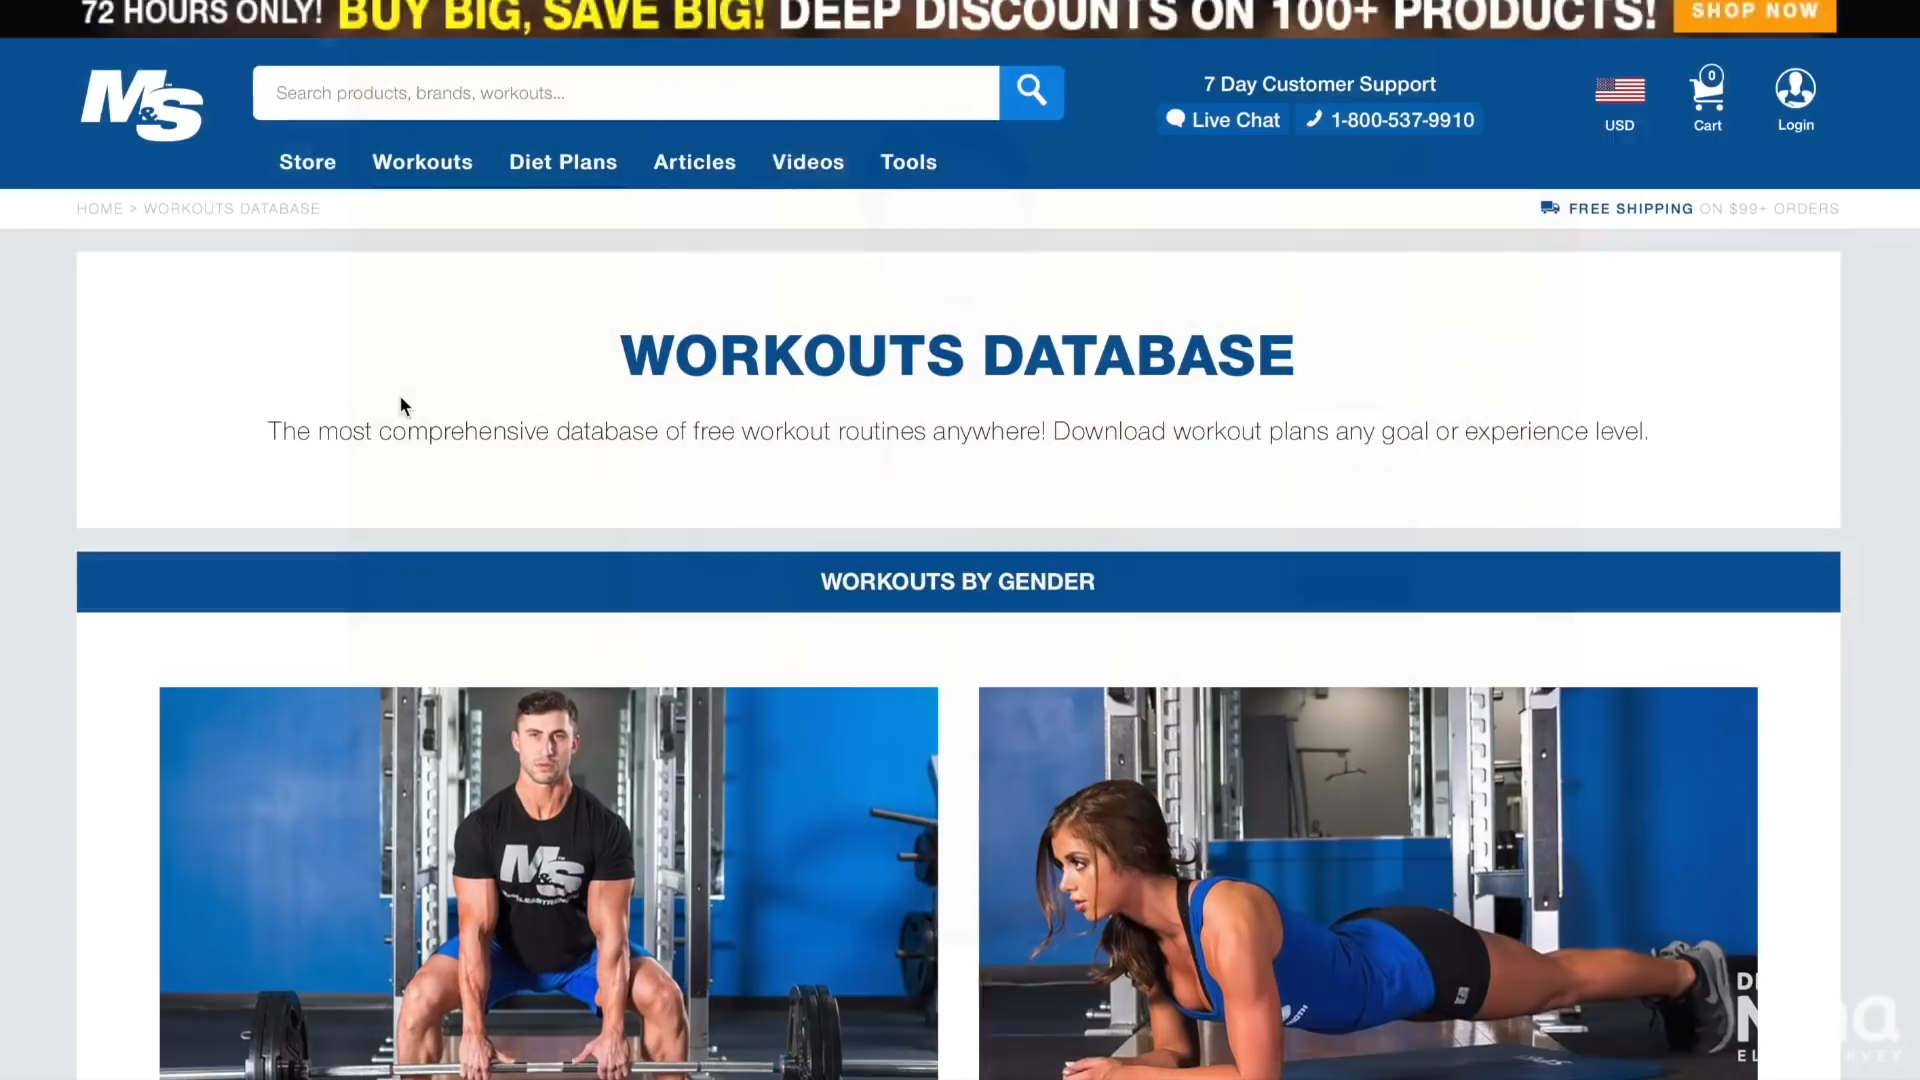 72 HOURS ONLY! BUY BIG, SAVE BIG! DEEP DISCOUNTS ON 100+ PRODUCTS! SHOP NOW
M&S
Search products, brands, workouts...
7 Day Customer Support
Live Chat
1-800-537-9910
USD
0
Cart
Login
Store
Workouts
Diet Plans
Articles
Videos
Tools
HOME > WORKOUTS DATABASE
FREE SHIPPING ON $99+ ORDERS
WORKOUTS DATABASE
The most comprehensive database of free workout routines anywhere! Download workout plans any goal or experience level.
WORKOUTS BY GENDER
M&S